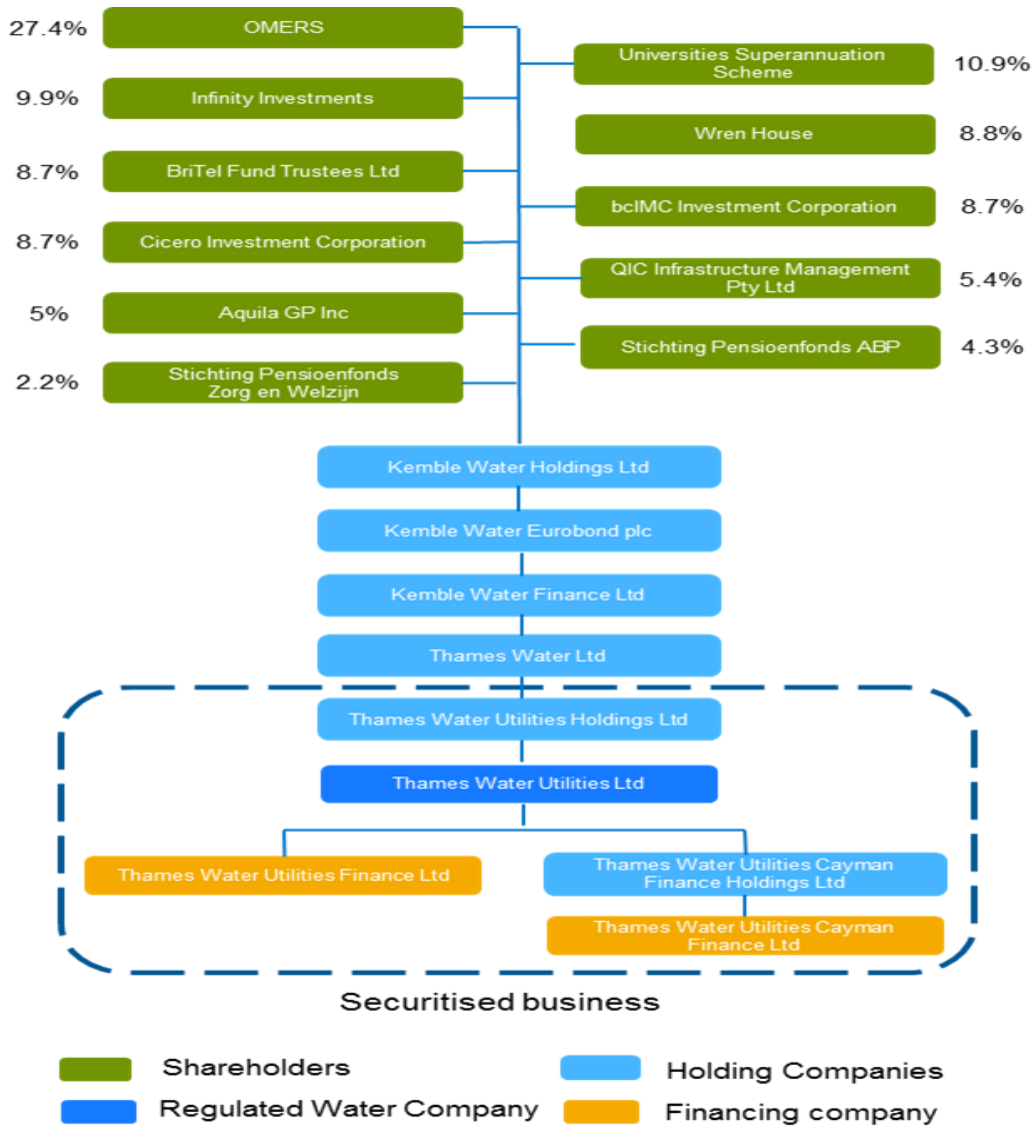 27.4%
OMERS
Universities Superannuation
Scheme
10.9%
9.9%
Infinity Investments
Wren House
8.8%
8.7%
BriTel Fund Trustees Ltd
bcIMC Investment Corporation
8.7%
8.7%
Cicero Investment Corporation
QIC Infrastructure Management
Pty Ltd
5.4%
5%
Aquila GP Inc
Stichting Pensioenfonds ABP
4.3%
2.2%
Stichting Pensioenfonds
Zorg en Welzijn
Kemble Water Holdings Ltd
Kemble Water Eurobond plc
Kemble Water Finance Ltd
Thames Water Ltd
Thames Water Utilities Holdings Ltd
Thames Water Utilities Ltd
Thames Water Utilities Finance Ltd
Thames Water Utilities Cayman
Finance Holdings Ltd
Thames Water Utilities Cayman
Finance Ltd
Securitised business
Shareholders
Holding Companies
Regulated Water Company
Financing company